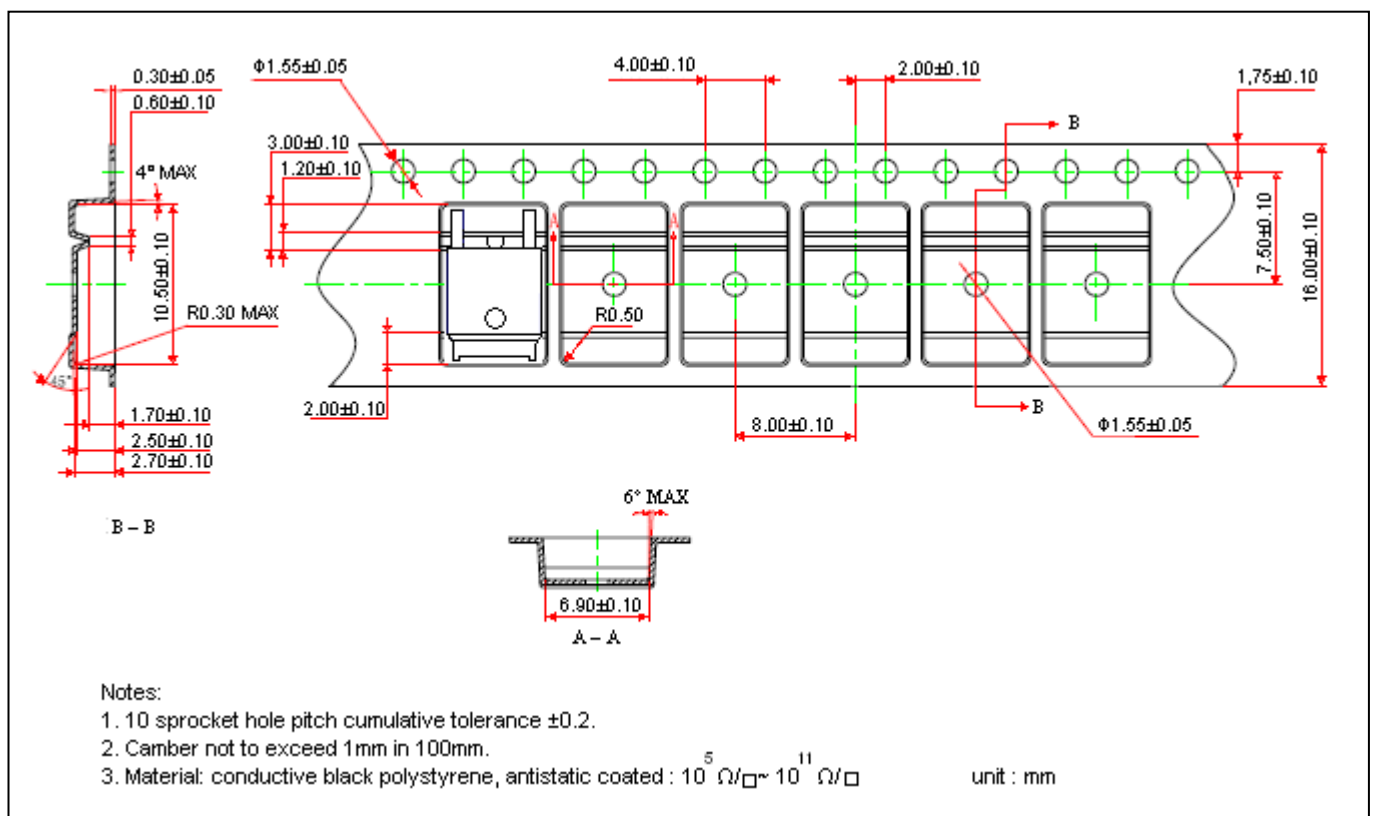 0.30±0.05
Φ1.55±0.05
4.00±0.10
2.00±0.10
1,75±0.10
0.60±0.10
3.00±0.10
1.20±0.10
4° MAX
B
A A
10.50±0.10
7.50±0.10
16.00±0.10
R0.30 MAX
R0.50
45°
2.00±0.10
B
1.70±0.10
8.00±0.10
Φ1.55±0.05
2.50±0.10
2.70±0.10
6° MAX
B – B
6.90±0.10
A – A
Notes:
1. 10 sprocket hole pitch cumulative tolerance ±0.2.
2. Camber not to exceed 1mm in 100mm.
3. Material: conductive black polystyrene, antistatic coated : 10⁵ Ω/□~ 10¹¹ Ω/□ unit : mm